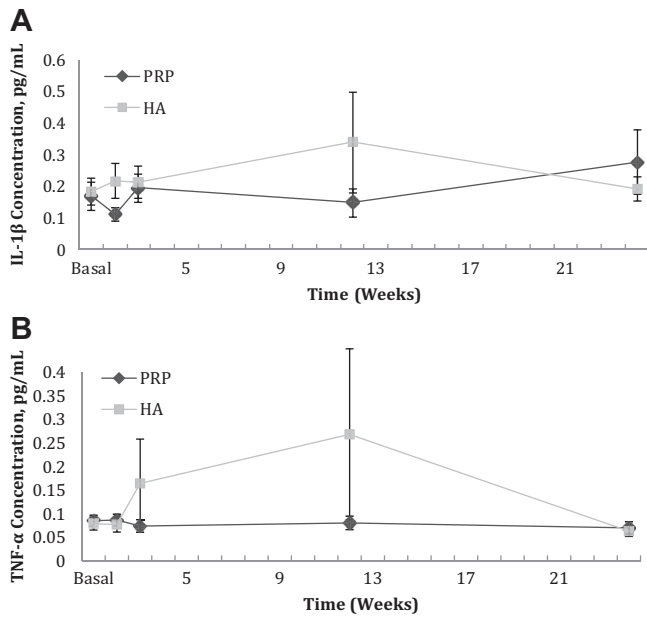 A
IL-1β Concentration, pg/mL
0.6
0.5
0.4
0.3
0.2
0.1
0
PRP
HA
Basal 5 9 13 17 21
Time (Weeks)
B
TNF-α Concentration, pg/mL
0.4
0.35
0.3
0.25
0.2
0.15
0.1
0.05
0
PRP
HA
Basal 5 9 13 17 21
Time (Weeks)